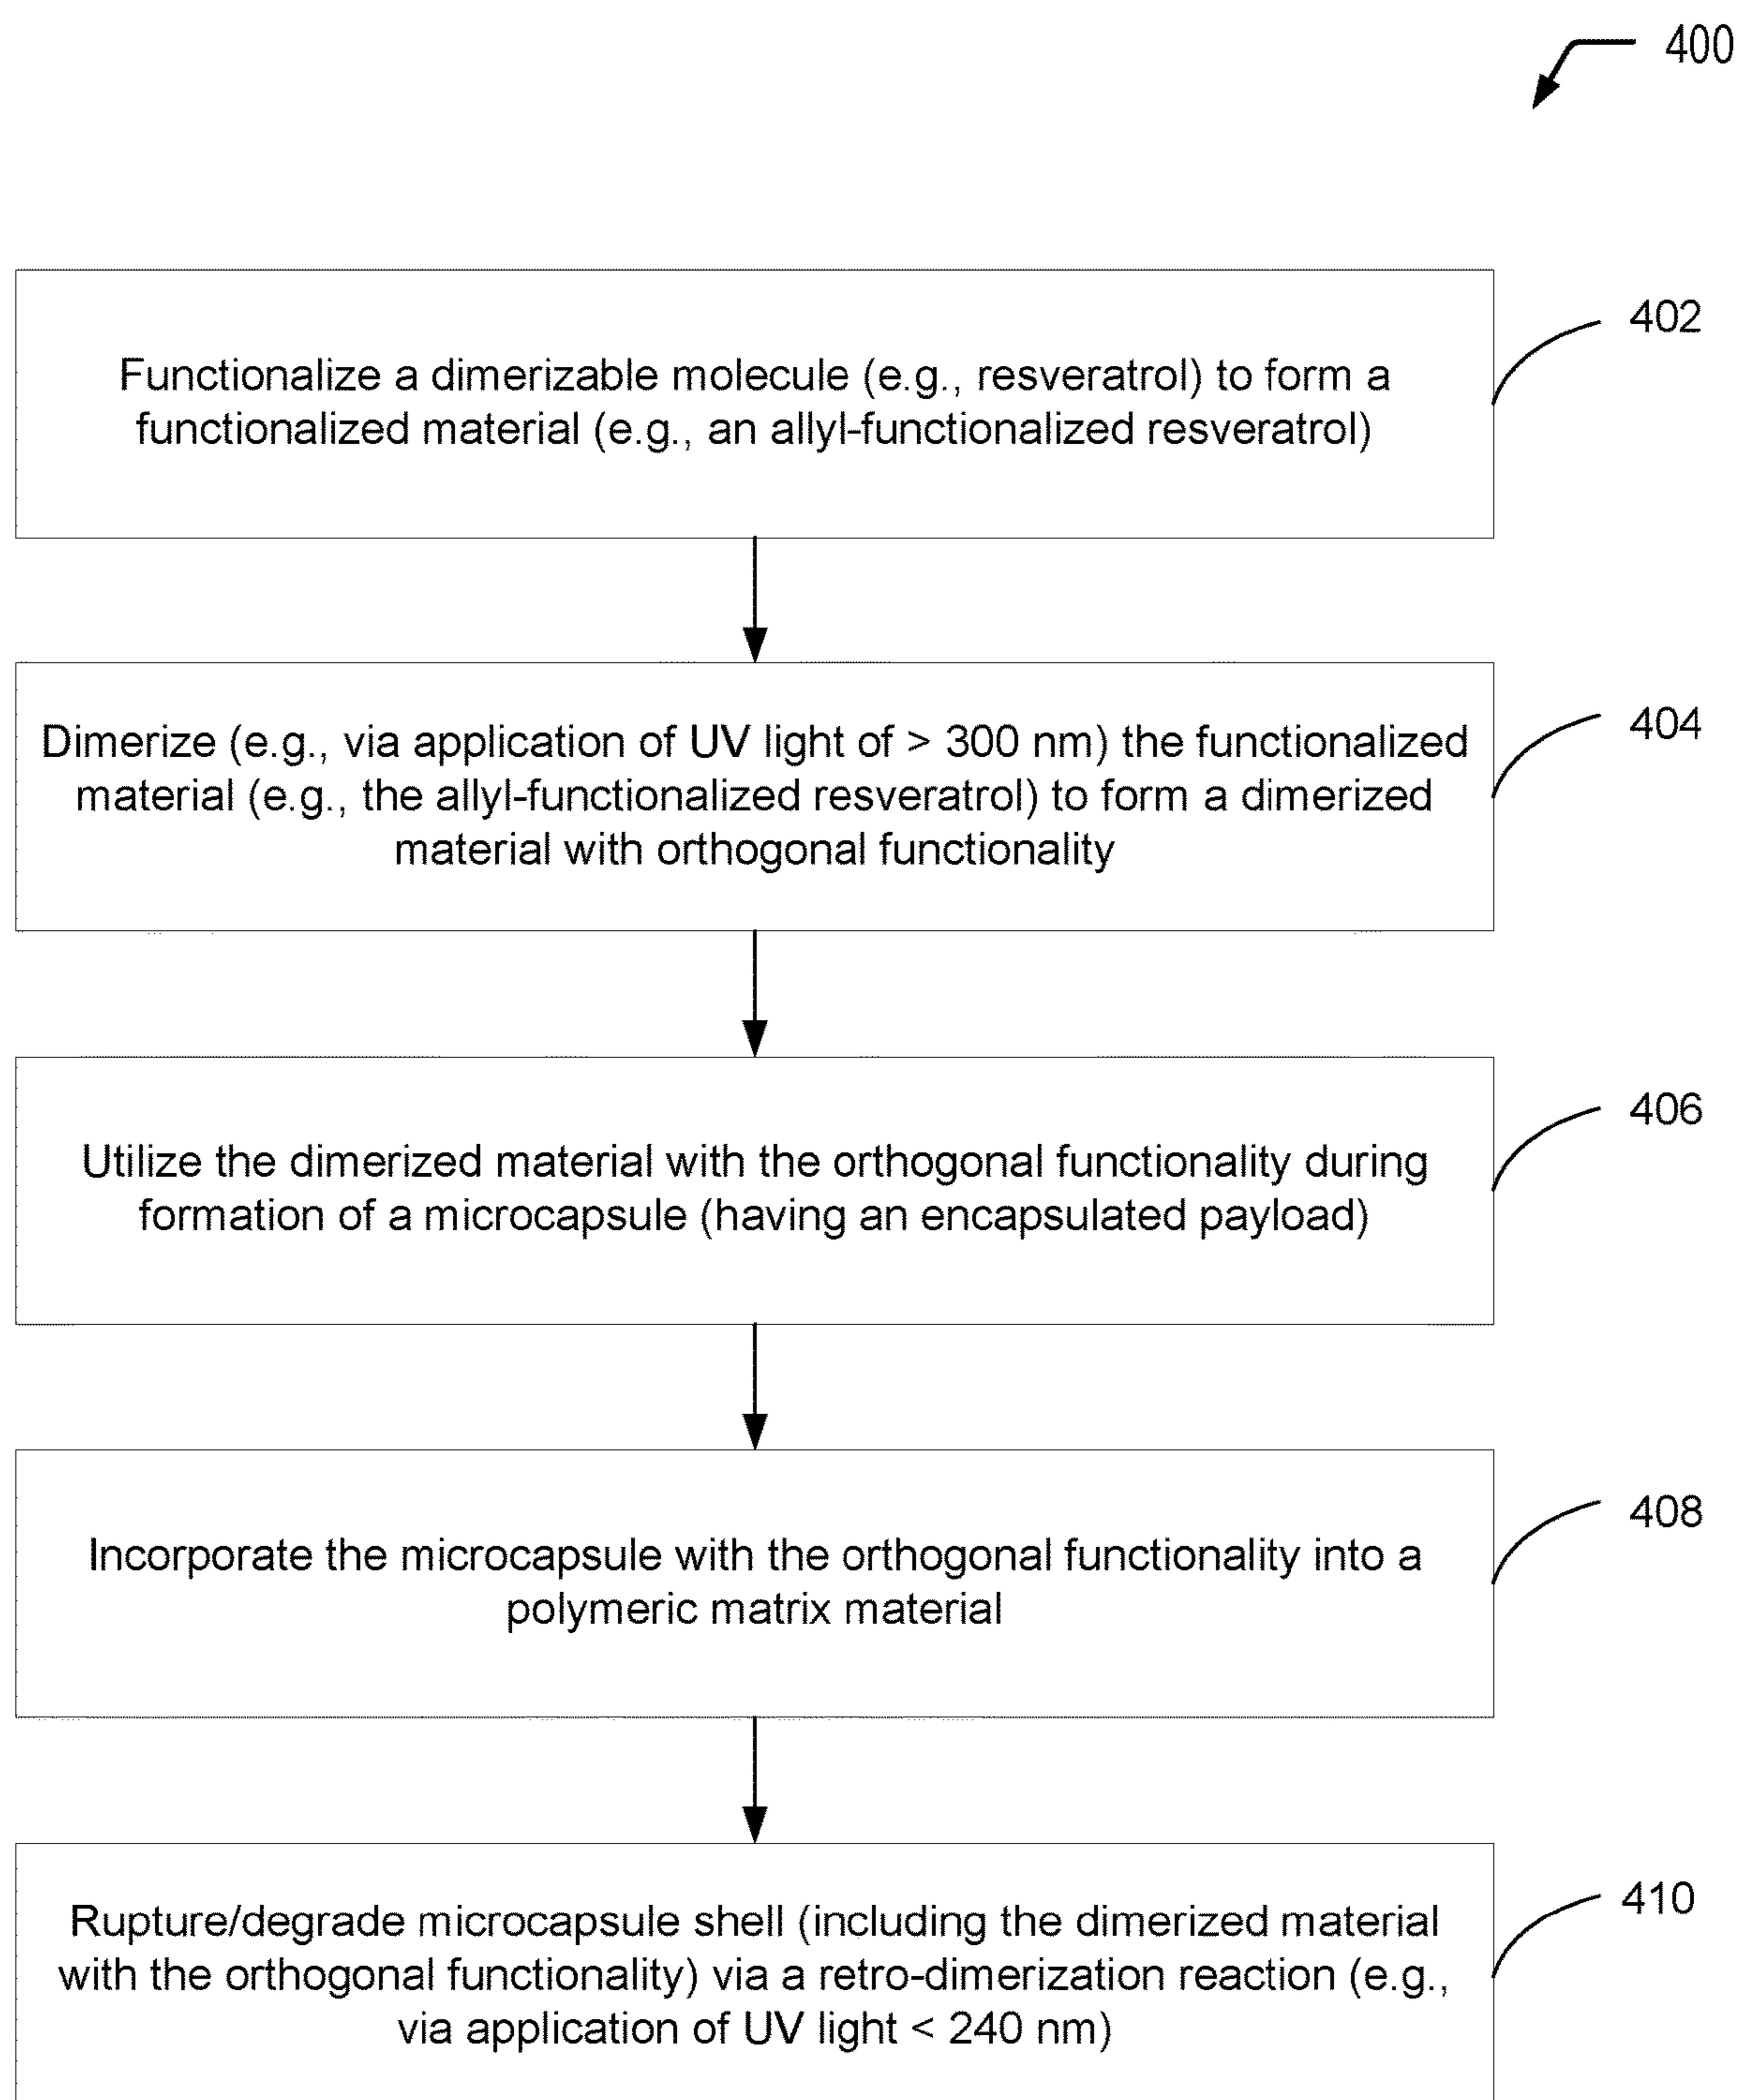 400
402
Functionalize a dimerizable molecule (e.g., resveratrol) to form a
functionalized material (e.g., an allyl-functionalized resveratrol)
404
Dimerize (e.g., via application of UV light of > 300 nm) the functionalized
material (e.g., the allyl-functionalized resveratrol) to form a dimerized
material with orthogonal functionality
406
Utilize the dimerized material with the orthogonal functionality during
formation of a microcapsule (having an encapsulated payload)
408
Incorporate the microcapsule with the orthogonal functionality into a
polymeric matrix material
410
Rupture/degrade microcapsule shell (including the dimerized material
with the orthogonal functionality) via a retro-dimerization reaction (e.g.,
via application of UV light < 240 nm)